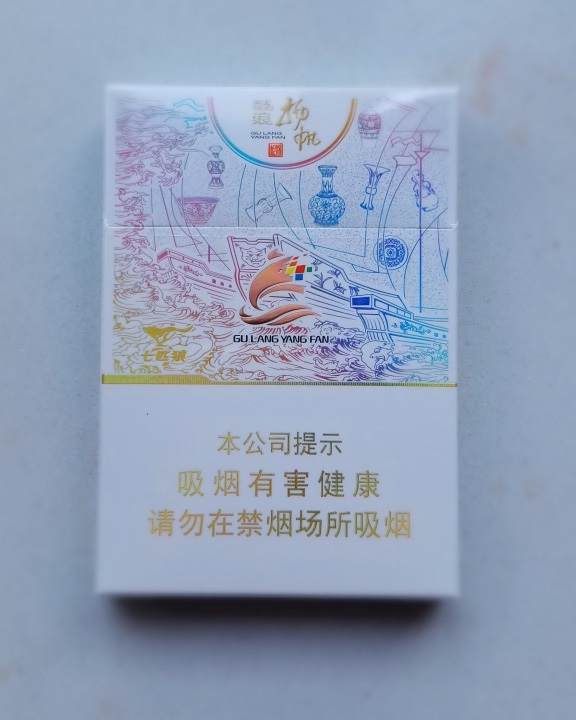 鼓浪
扬帆
GU LANG
YANG FAN
GU LANG YANG FAN
七匹狼
本公司提示
吸烟有害健康
请勿在禁烟场所吸烟